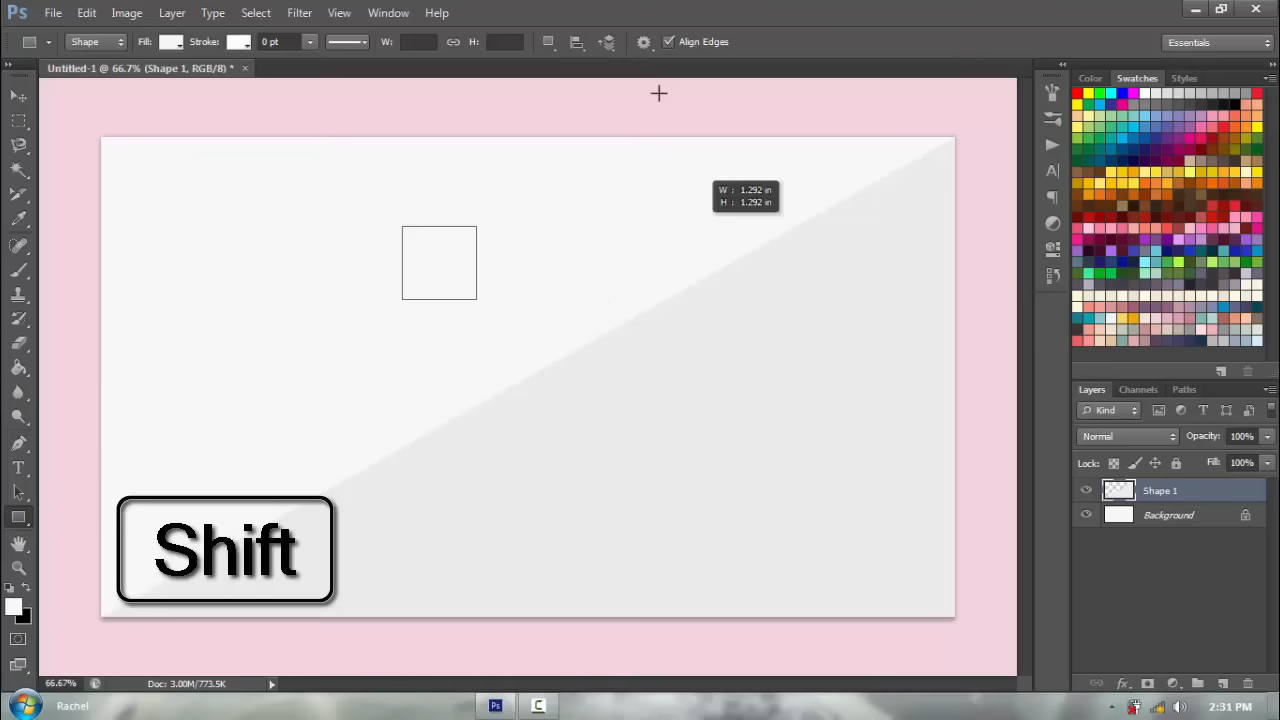 Ps File Edit Image Layer Type Select Filter View Window Help
Shape Fill: Stroke: 0 pt W: H: Align Edges Essentials
Untitled-1 @ 66.7% (Shape 1, RGB/8) * ×
Color Swatches Styles
W : 1.292 in
H : 1.292 in
Layers Channels Paths
Kind
Normal Opacity: 100%
Lock: Fill: 100%
Shape 1
Background
Shift
66.67% Doc: 3.00M/773.5K
Rachel Ps C 2:31 PM